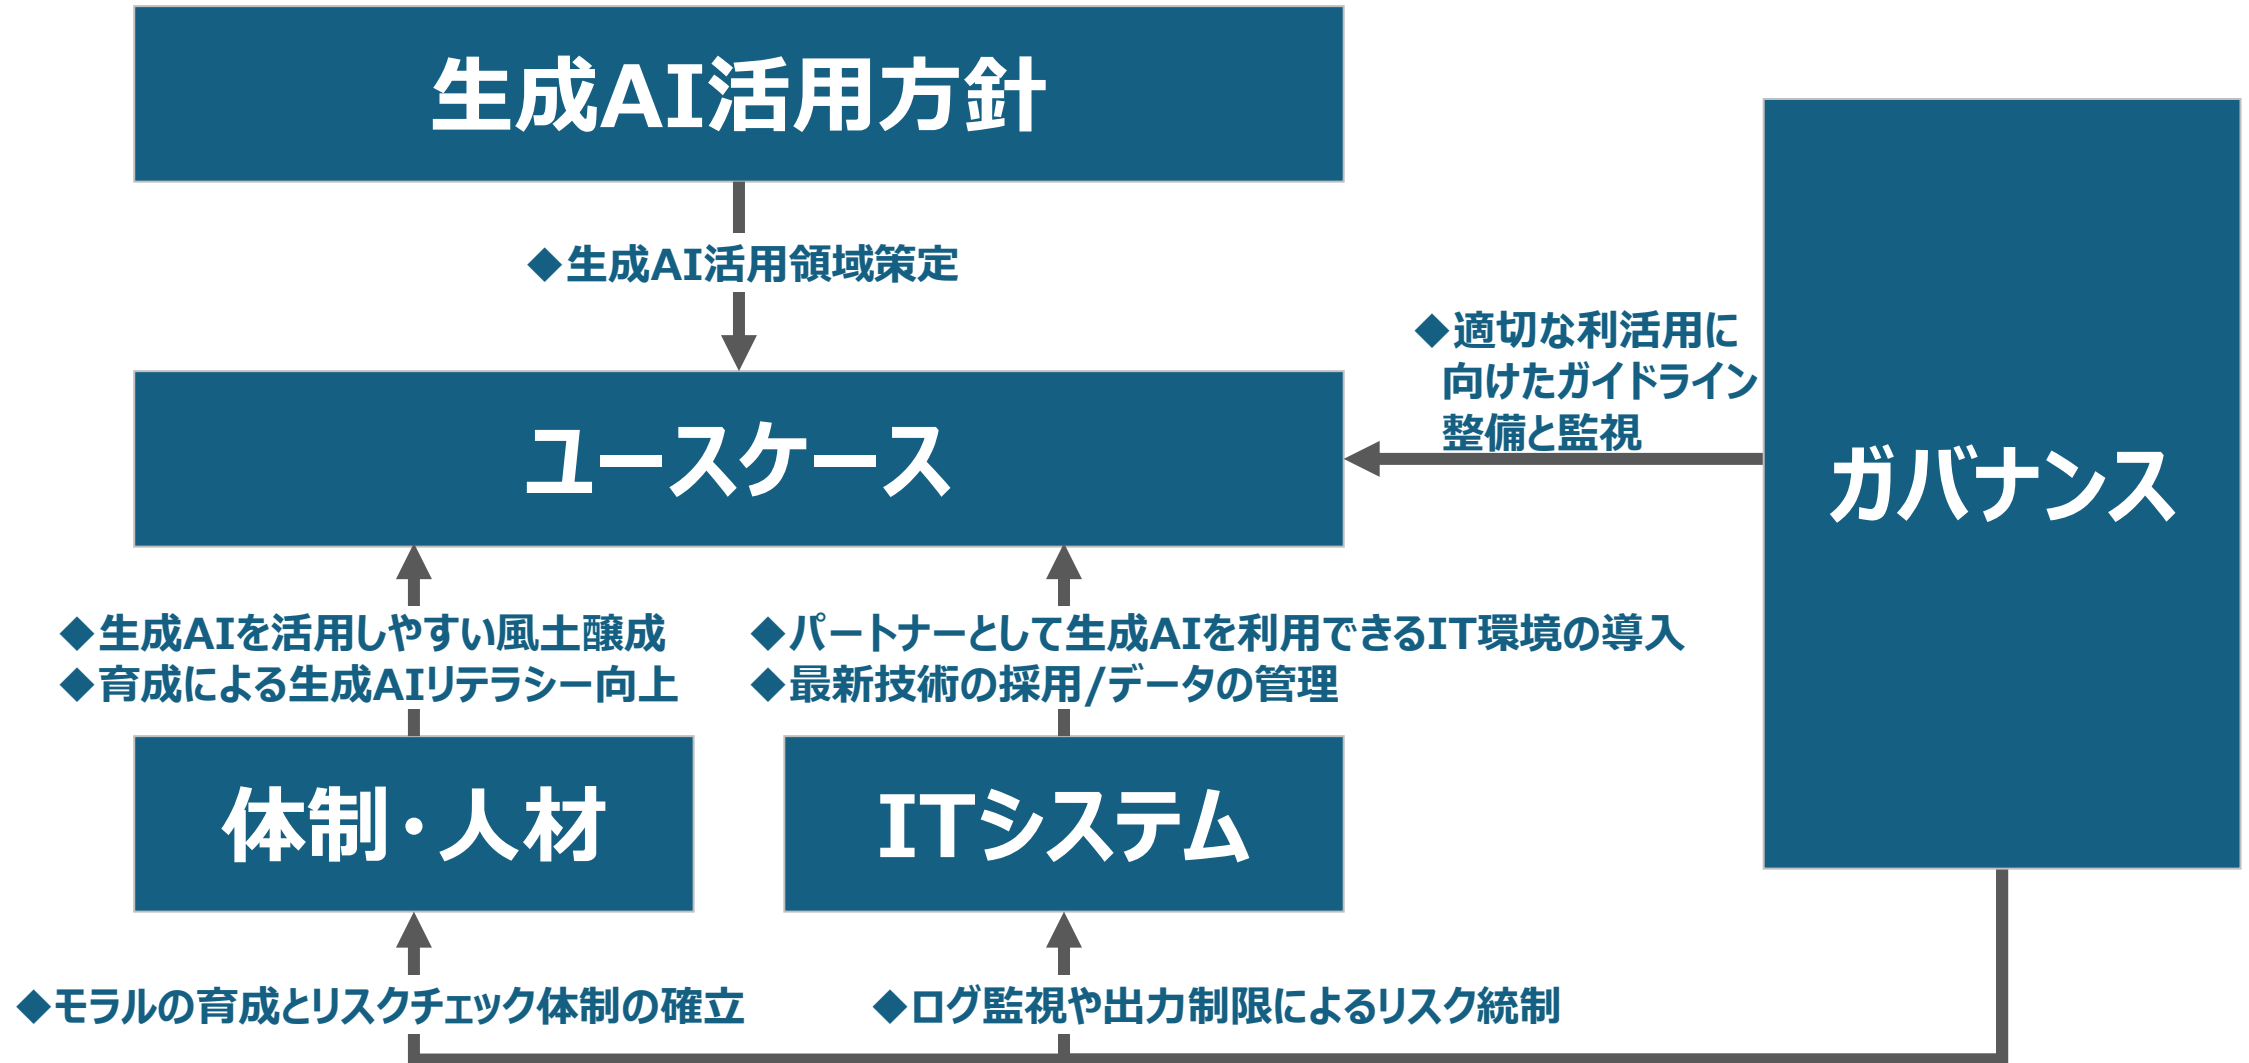 生成AI活用方針
◆生成AI活用領域策定
◆適切な利活用に
向けたガイドライン
整備と監視
ユースケース
ガバナンス
◆生成AIを活用しやすい風土醸成
◆育成による生成AIリテラシー向上
◆パートナーとして生成AIを利用できるIT環境の導入
◆最新技術の採用/データの管理
体制・人材
ITシステム
◆モラルの育成とリスクチェック体制の確立
◆ログ監視や出力制限によるリスク統制